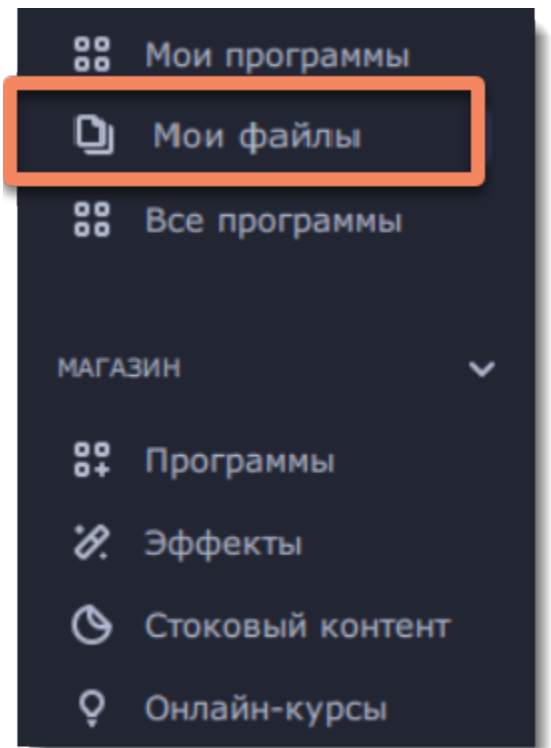 Мои программы
Мои файлы
Все программы
МАГАЗИН
Программы
Эффекты
Стоковый контент
Онлайн-курсы